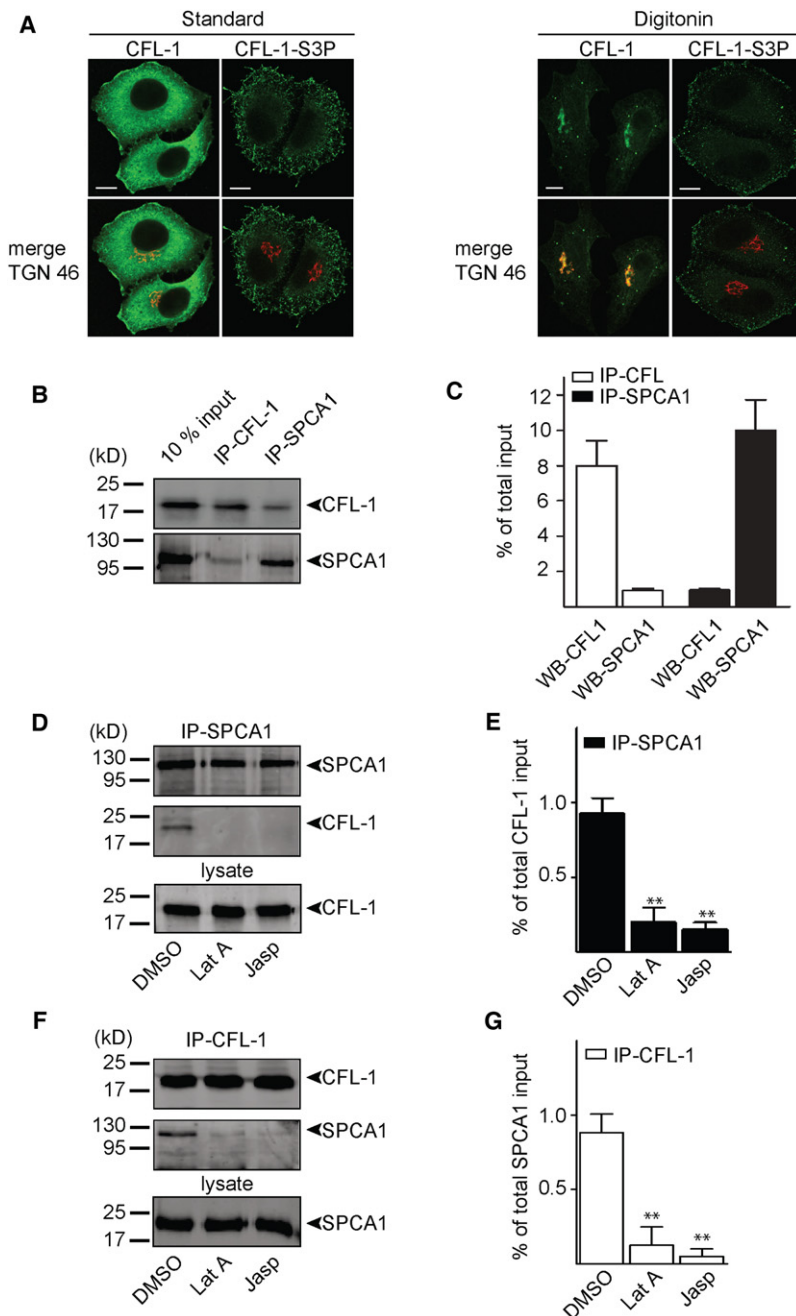 A
Standard
Digitonin
CFL-1 CFL-1-S3P
CFL-1 CFL-1-S3P
merge
TGN 46
merge
TGN 46
B
10 % input
IP-CFL-1
IP-SPCA1
(kD)
25
17
CFL-1
130
95
SPCA1
C
IP-CFL
IP-SPCA1
% of total input
12
10
8
6
4
2
WB-CFL1
WB-SPCA1
WB-CFL1
WB-SPCA1
D
(kD)
IP-SPCA1
130
95
SPCA1
25
17
CFL-1
lysate
25
17
CFL-1
DMSO
Lat A
Jasp
E
IP-SPCA1
% of total CFL-1 input
1.0
0.5
**
**
DMSO
Lat A
Jasp
F
(kD)
IP-CFL-1
25
17
CFL-1
130
95
SPCA1
lysate
25
17
SPCA1
DMSO
Lat A
Jasp
G
IP-CFL-1
% of total SPCA1 input
1.0
0.5
**
**
DMSO
Lat A
Jasp